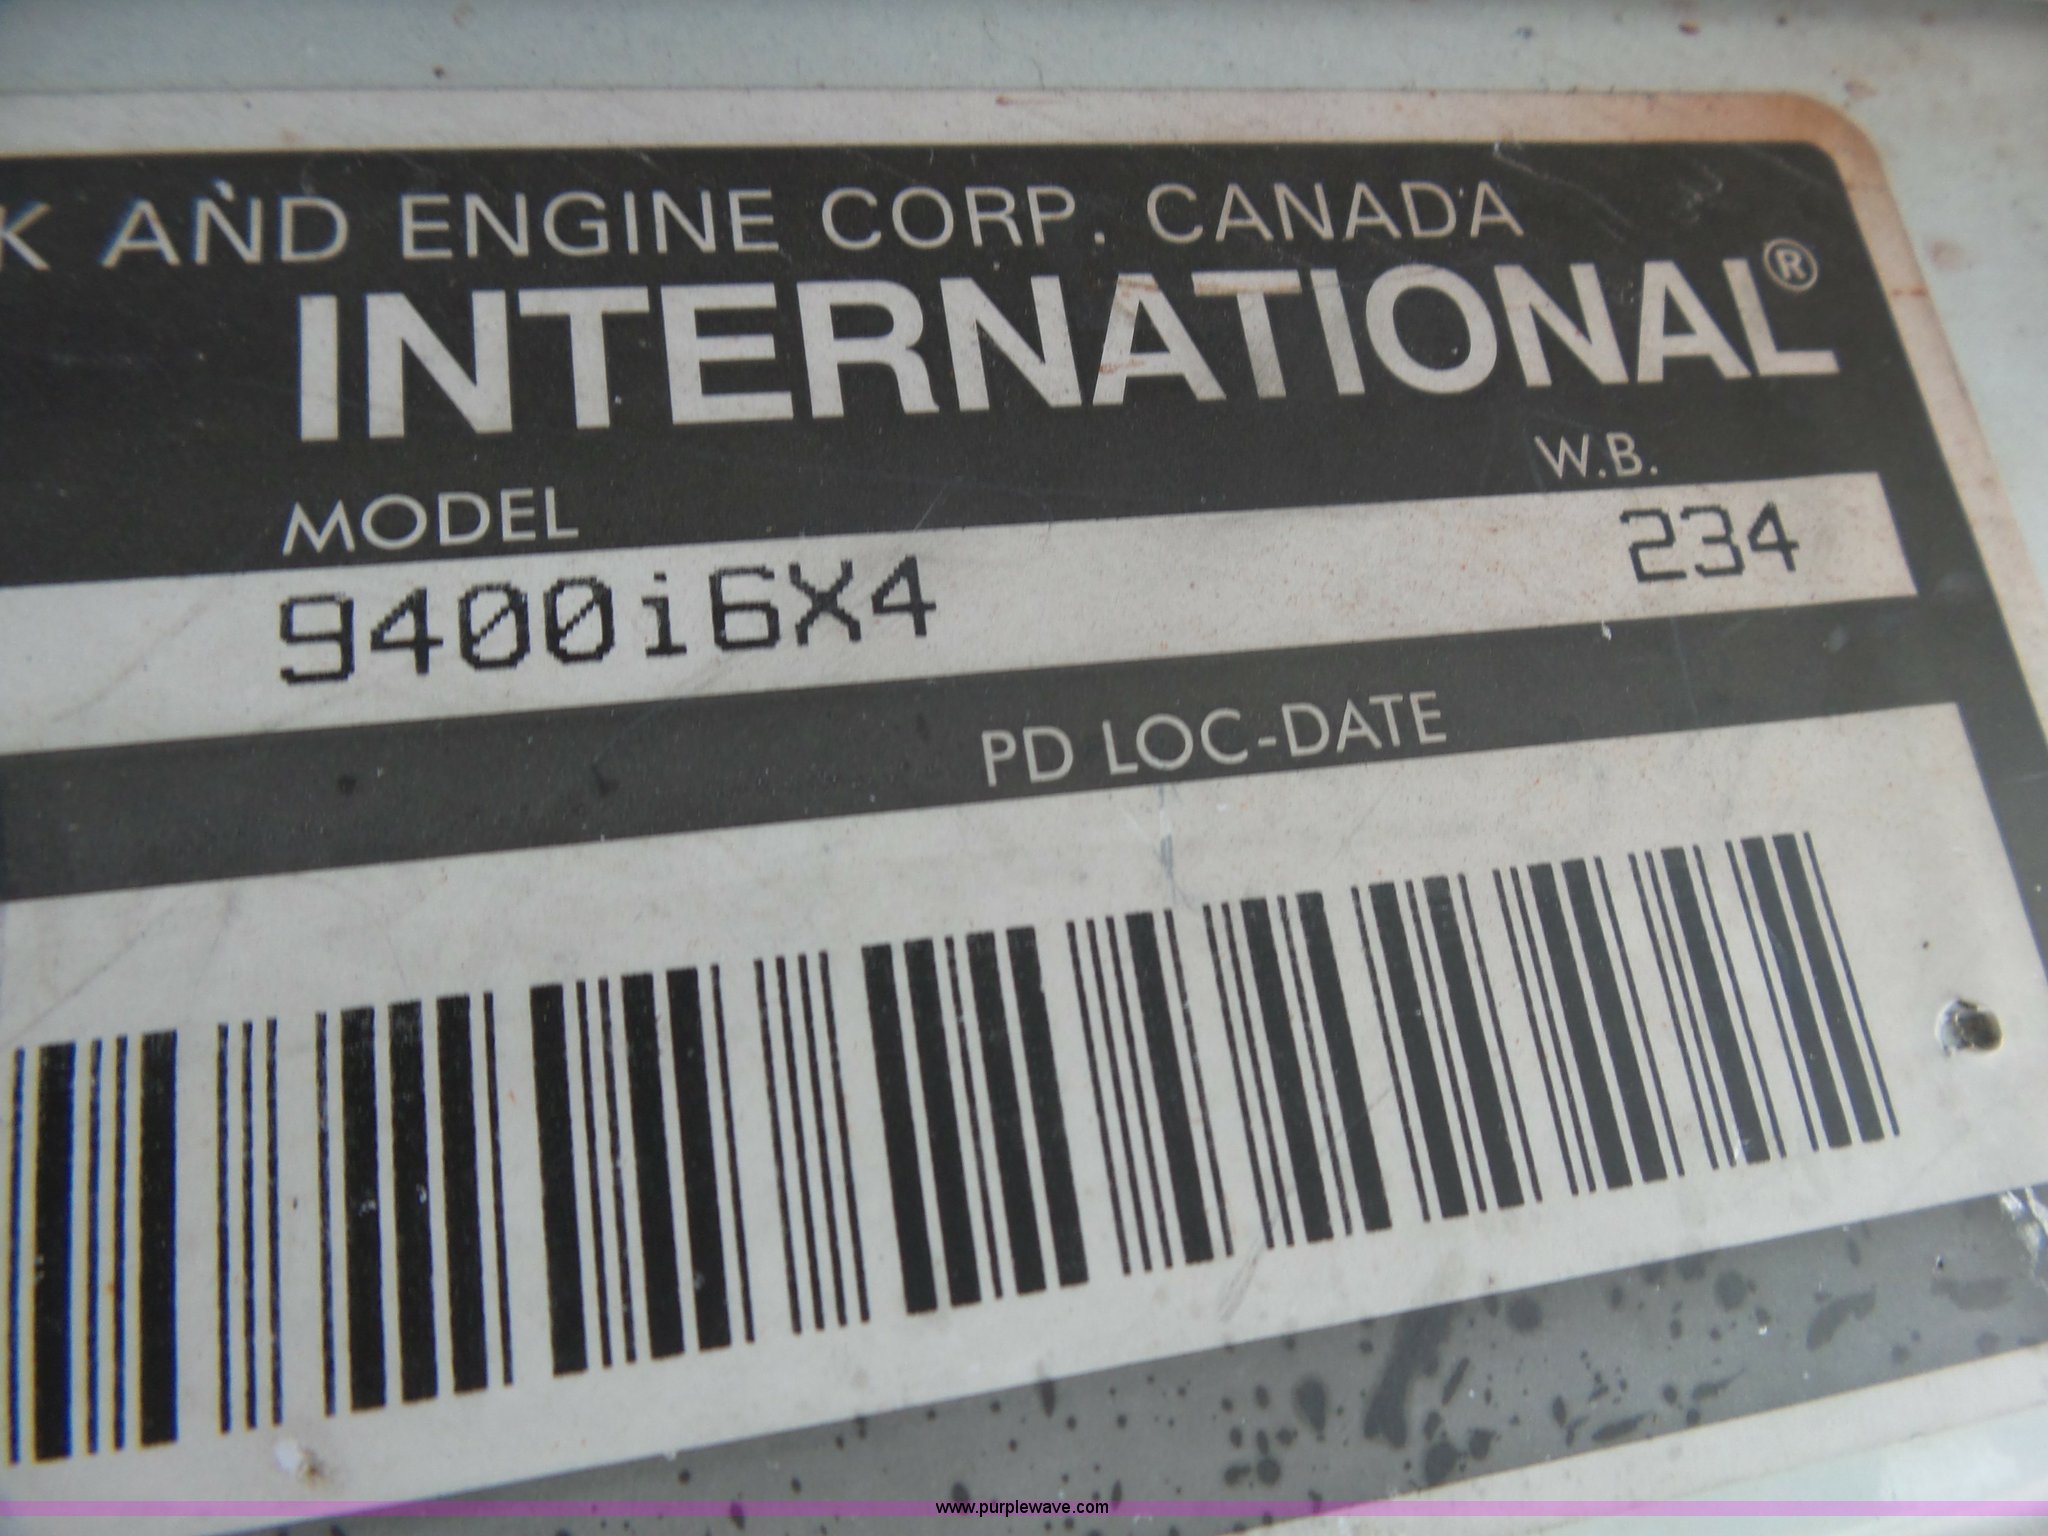 K AND ENGINE CORP. CANADA
INTERNATIONAL®
MODEL W.B.
9400i6X4 234
PD LOC-DATE
www.purplewave.com